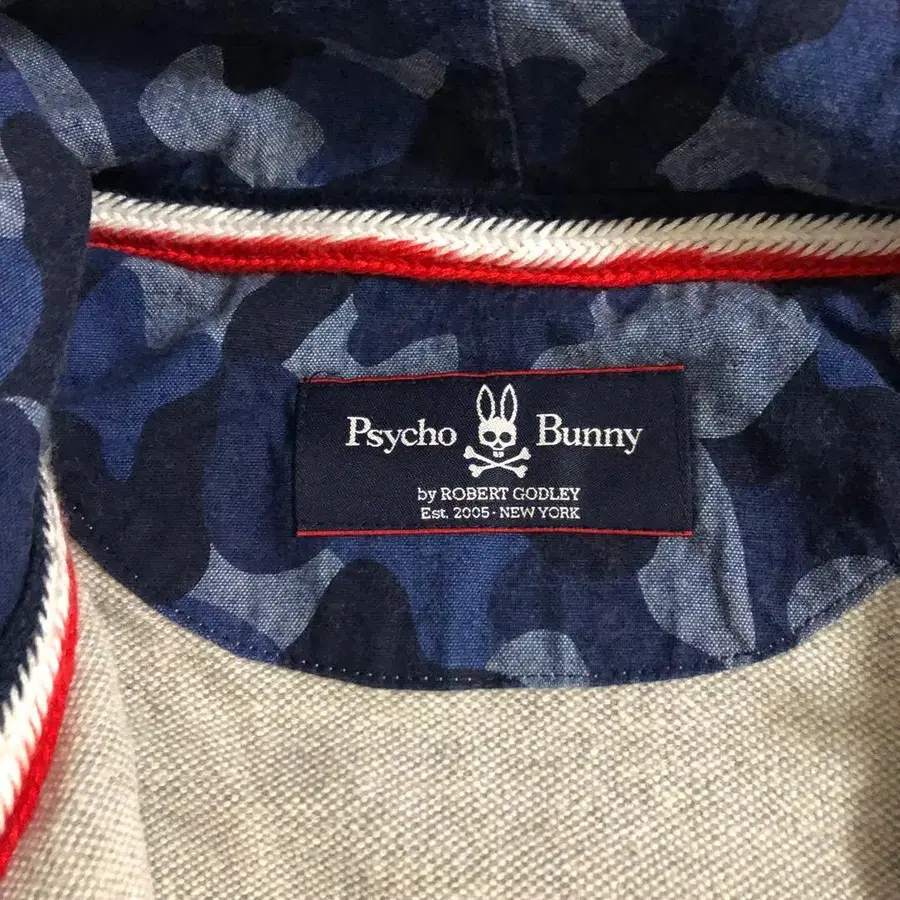 Psycho Bunny
by ROBERT GODLEY
Est. 2005 · NEW YORK